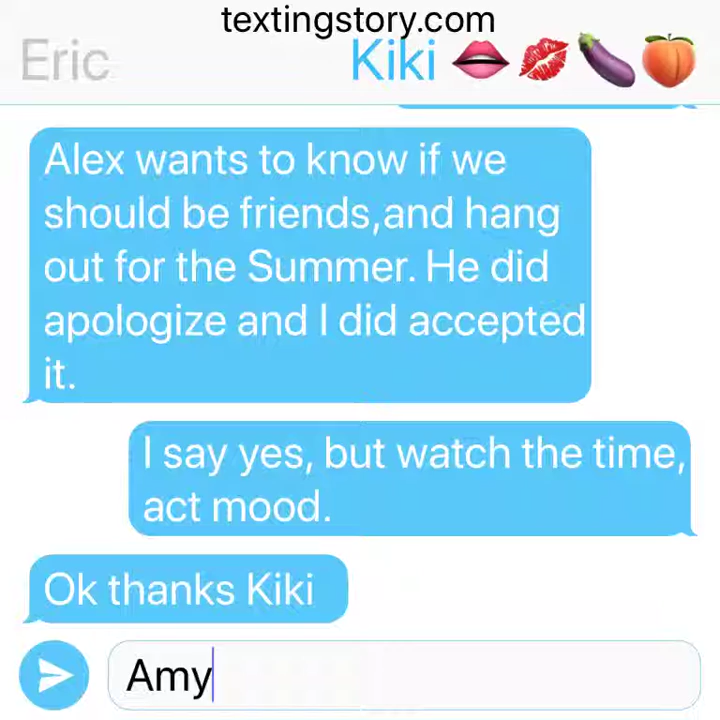 textingstory.com
Eric Kiki 👄💋🍆🍑
Alex wants to know if we
should be friends,and hang
out for the Summer. He did
apologize and I did accepted
it.
I say yes, but watch the time,
act mood.
Ok thanks Kiki
Amy